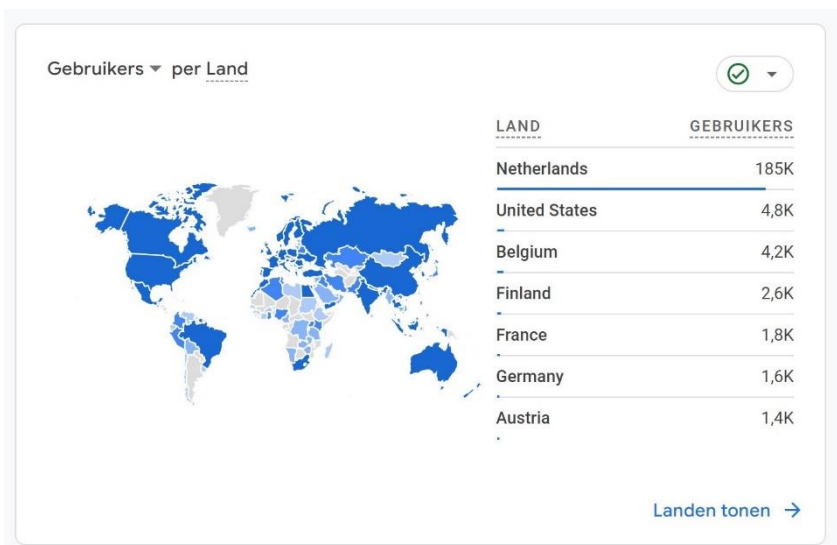 Gebruikers per Land
LAND GEBRUIKERS
Netherlands 185K
United States 4,8K
Belgium 4,2K
Finland 2,6K
France 1,8K
Germany 1,6K
Austria 1,4K
Landen tonen →